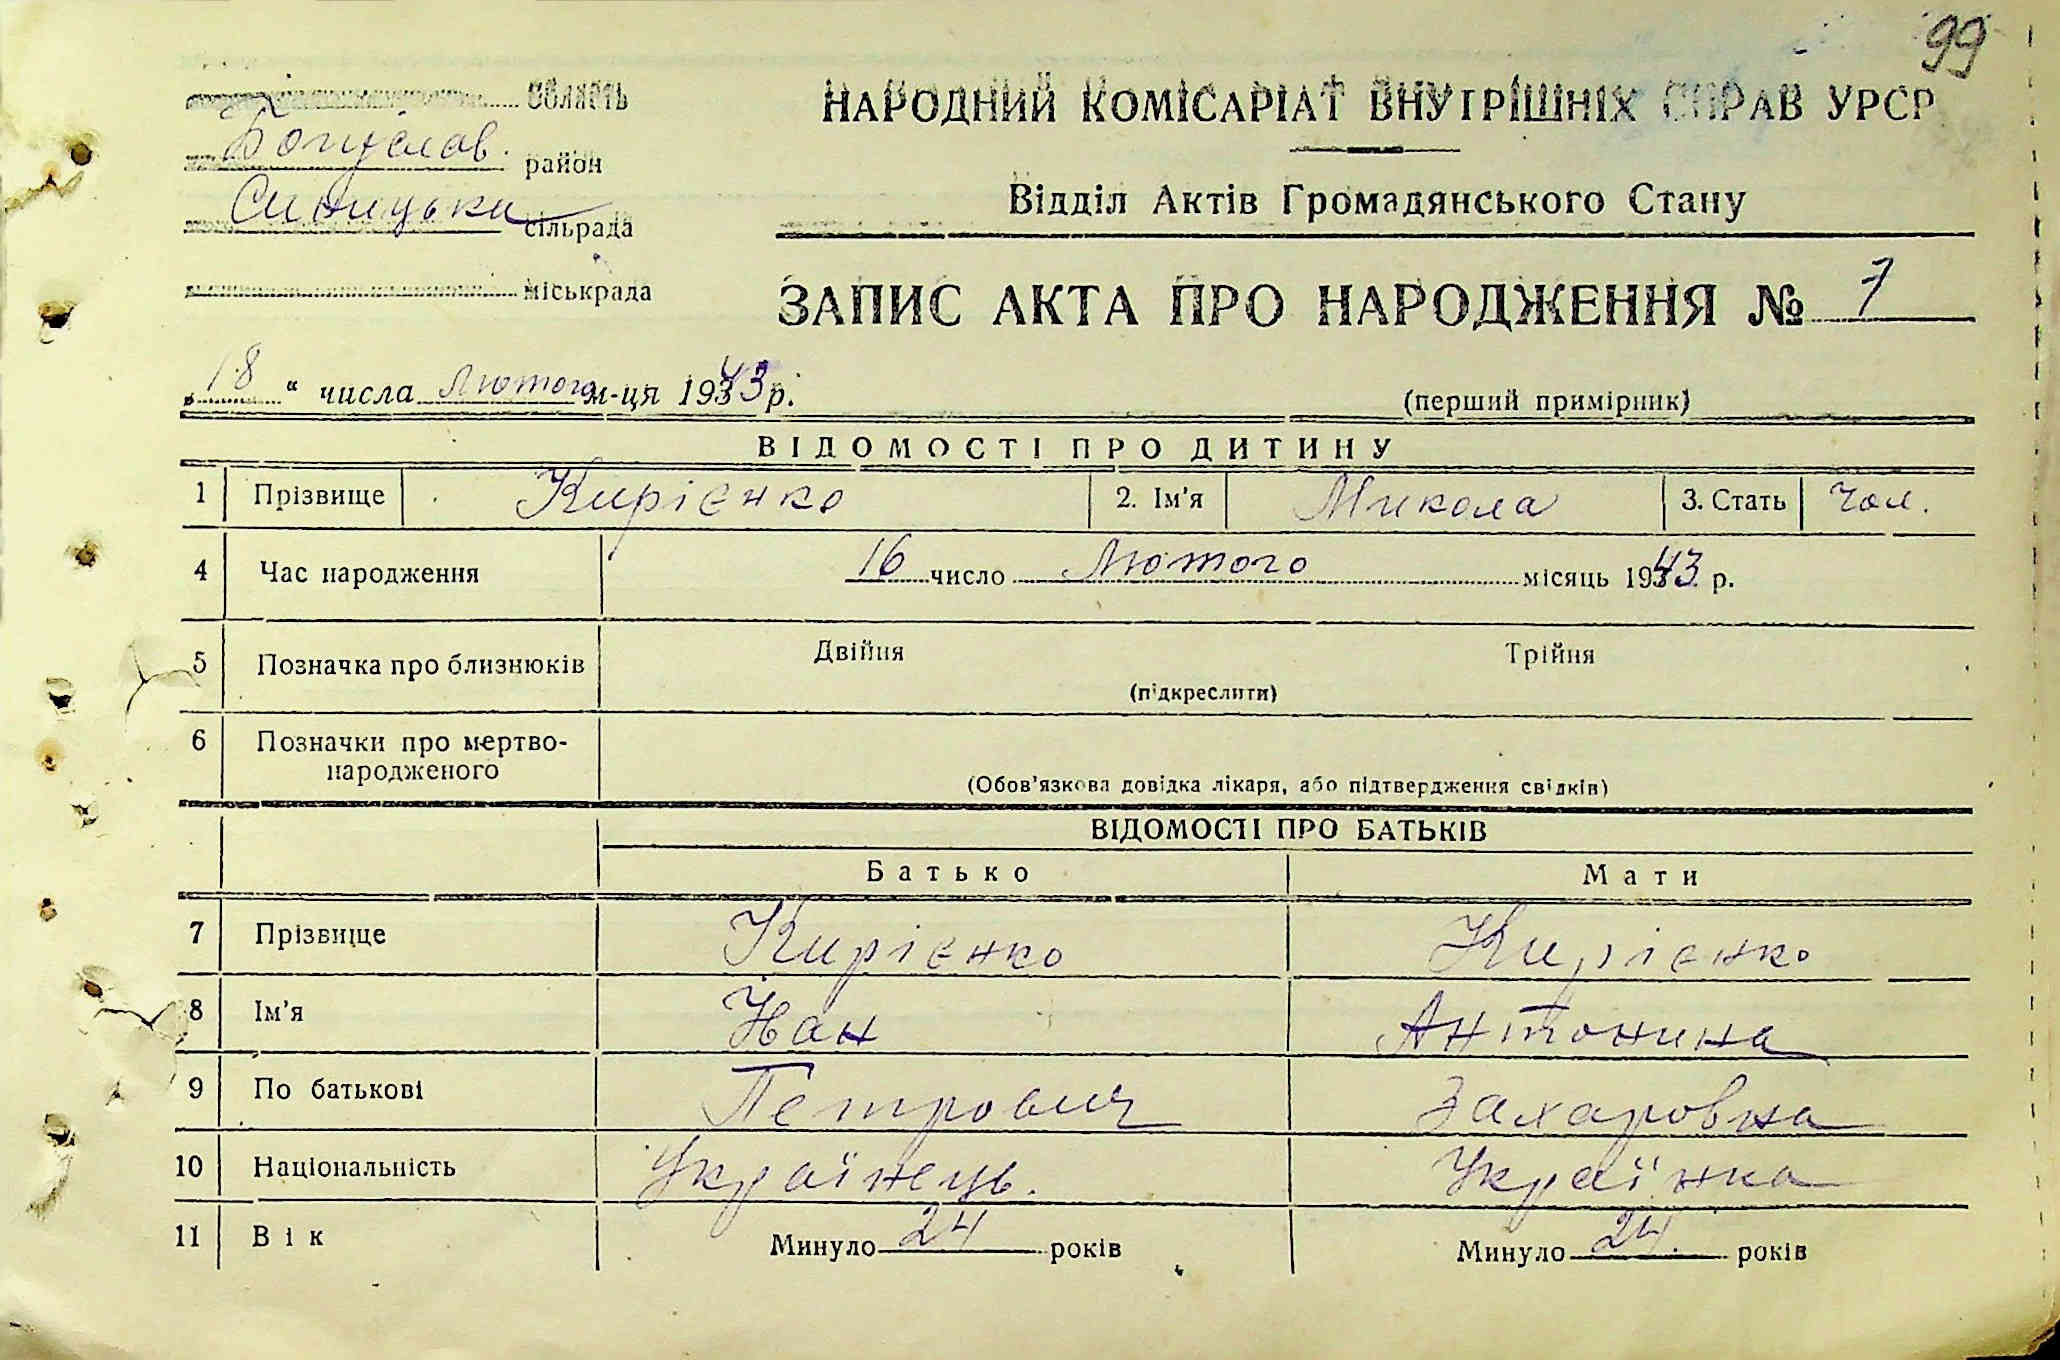 99
область
НАРОДНИЙ КОМІСАРІАТ ВНУТРІШНІХ СПРАВ УРСР
Богуслав. район
Відділ Актів Громадянського Стану
Синицька сільрада
міськрада
ЗАПИС АКТА ПРО НАРОДЖЕННЯ № 7
„18“ числа Лютого м-ця 1943 р.
(перший примірник)
ВІДОМОСТІ ПРО ДИТИНУ
1 Прізвище Кирієнко 2. Ім'я Микола 3. Стать Чол.
4 Час народження 16 число Лютого місяць 1943 р.
5 Позначка про близнюків Двійня Трійня
(підкреслити)
6 Позначки про мертво-
народженого
(Обов'язкова довідка лікаря, або підтвердження свідків)
ВІДОМОСТІ ПРО БАТЬКІВ
Батько Мати
7 Прізвище Кирієнко Кирієнко
8 Ім'я Іван Антонина
9 По батькові Петрович Захаровна
10 Національність Українець. Українка
11 Вік Минуло 24 років Минуло 24. років